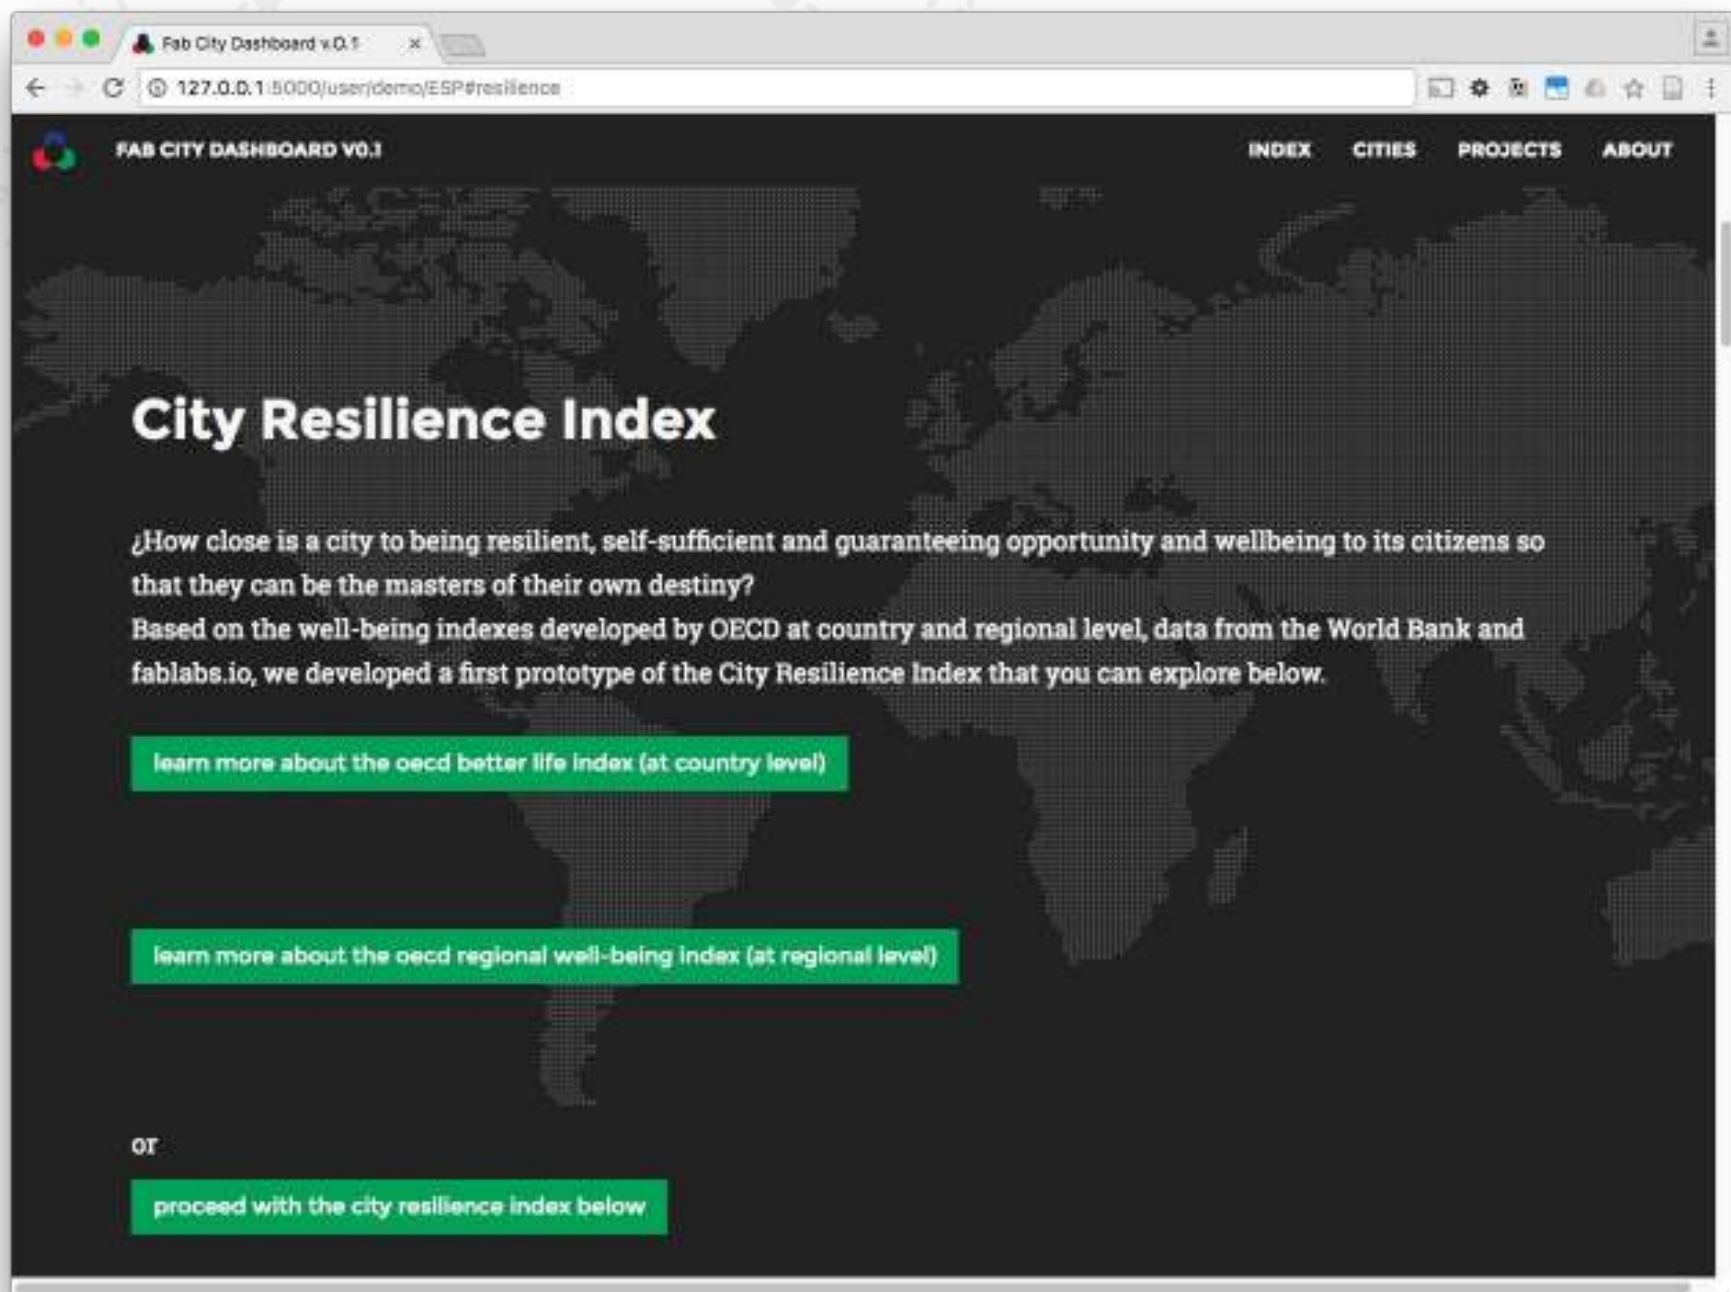 Fab City Dashboard v.0.1
127.0.0.1:5000/user/demo/ESP#resilience
FAB CITY DASHBOARD V0.1
INDEX CITIES PROJECTS ABOUT
City Resilience Index
¿How close is a city to being resilient, self-sufficient and guaranteeing opportunity and wellbeing to its citizens so
that they can be the masters of their own destiny?
Based on the well-being indexes developed by OECD at country and regional level, data from the World Bank and
fablabs.io, we developed a first prototype of the City Resilience Index that you can explore below.
learn more about the oecd better life index (at country level)
learn more about the oecd regional well-being index (at regional level)
or
proceed with the city resilience index below